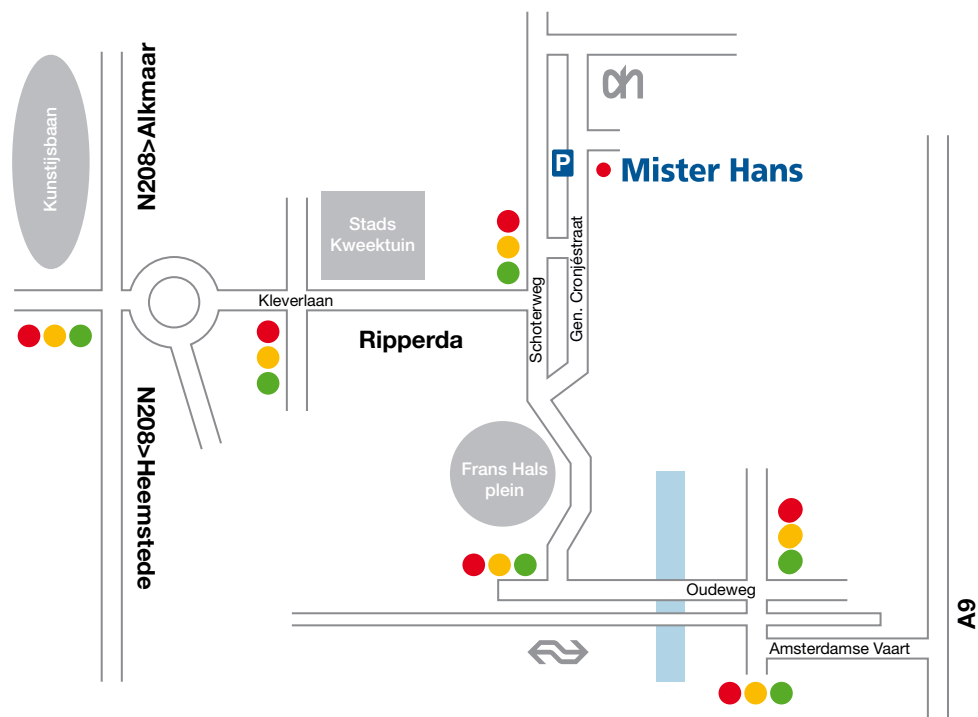 Kunstijsbaan
N208>Alkmaar
P
Mister Hans
Stads
Kweektuin
Gen. Cronjéstraat
Schoterweg
Kleverlaan
Ripperda
N208>Heemstede
Frans Hals
plein
Oudeweg
A9
Amsterdamse Vaart